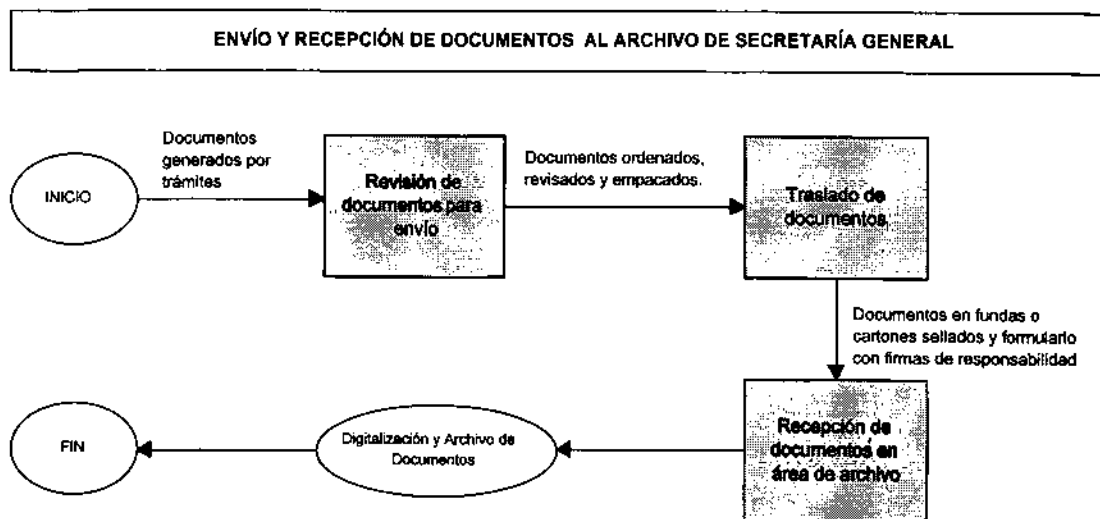 ENVÍO Y RECEPCIÓN DE DOCUMENTOS AL ARCHIVO DE SECRETARÍA GENERAL
INICIO
Documentos
generados por
trámites
Revisión de
documentos para
envío
Documentos ordenados,
revisados y empacados.
Traslado de
documentos
Documentos en fundas o
cartones sellados y formulario
con firmas de responsabilidad
Recepción de
documentos en
área de archivo
Digitalización y Archivo de
Documentos
FIN